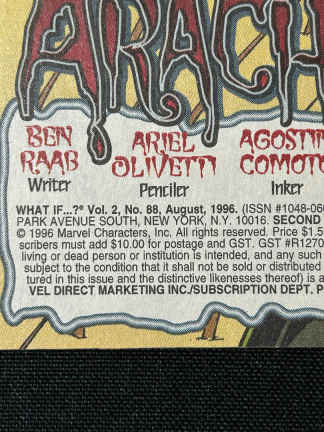 ARACH
BEN ARIEL AGOSTIN
RAAB OLIVETTI COMOTO
Writer Penciler Inker
WHAT IF...?® Vol. 2, No. 88, August, 1996. (ISSN #1048-06
PARK AVENUE SOUTH, NEW YORK, N.Y. 10016. SECOND
© 1996 Marvel Characters, Inc. All rights reserved. Price $1.5
scribers must add $10.00 for postage and GST. GST #R1270
living or dead person or institution is intended, and any such
subject to the condition that it shall not be sold or distributed
tured in this issue and the distinctive likenesses thereof) is a
VEL DIRECT MARKETING INC./SUBSCRIPTION DEPT. P